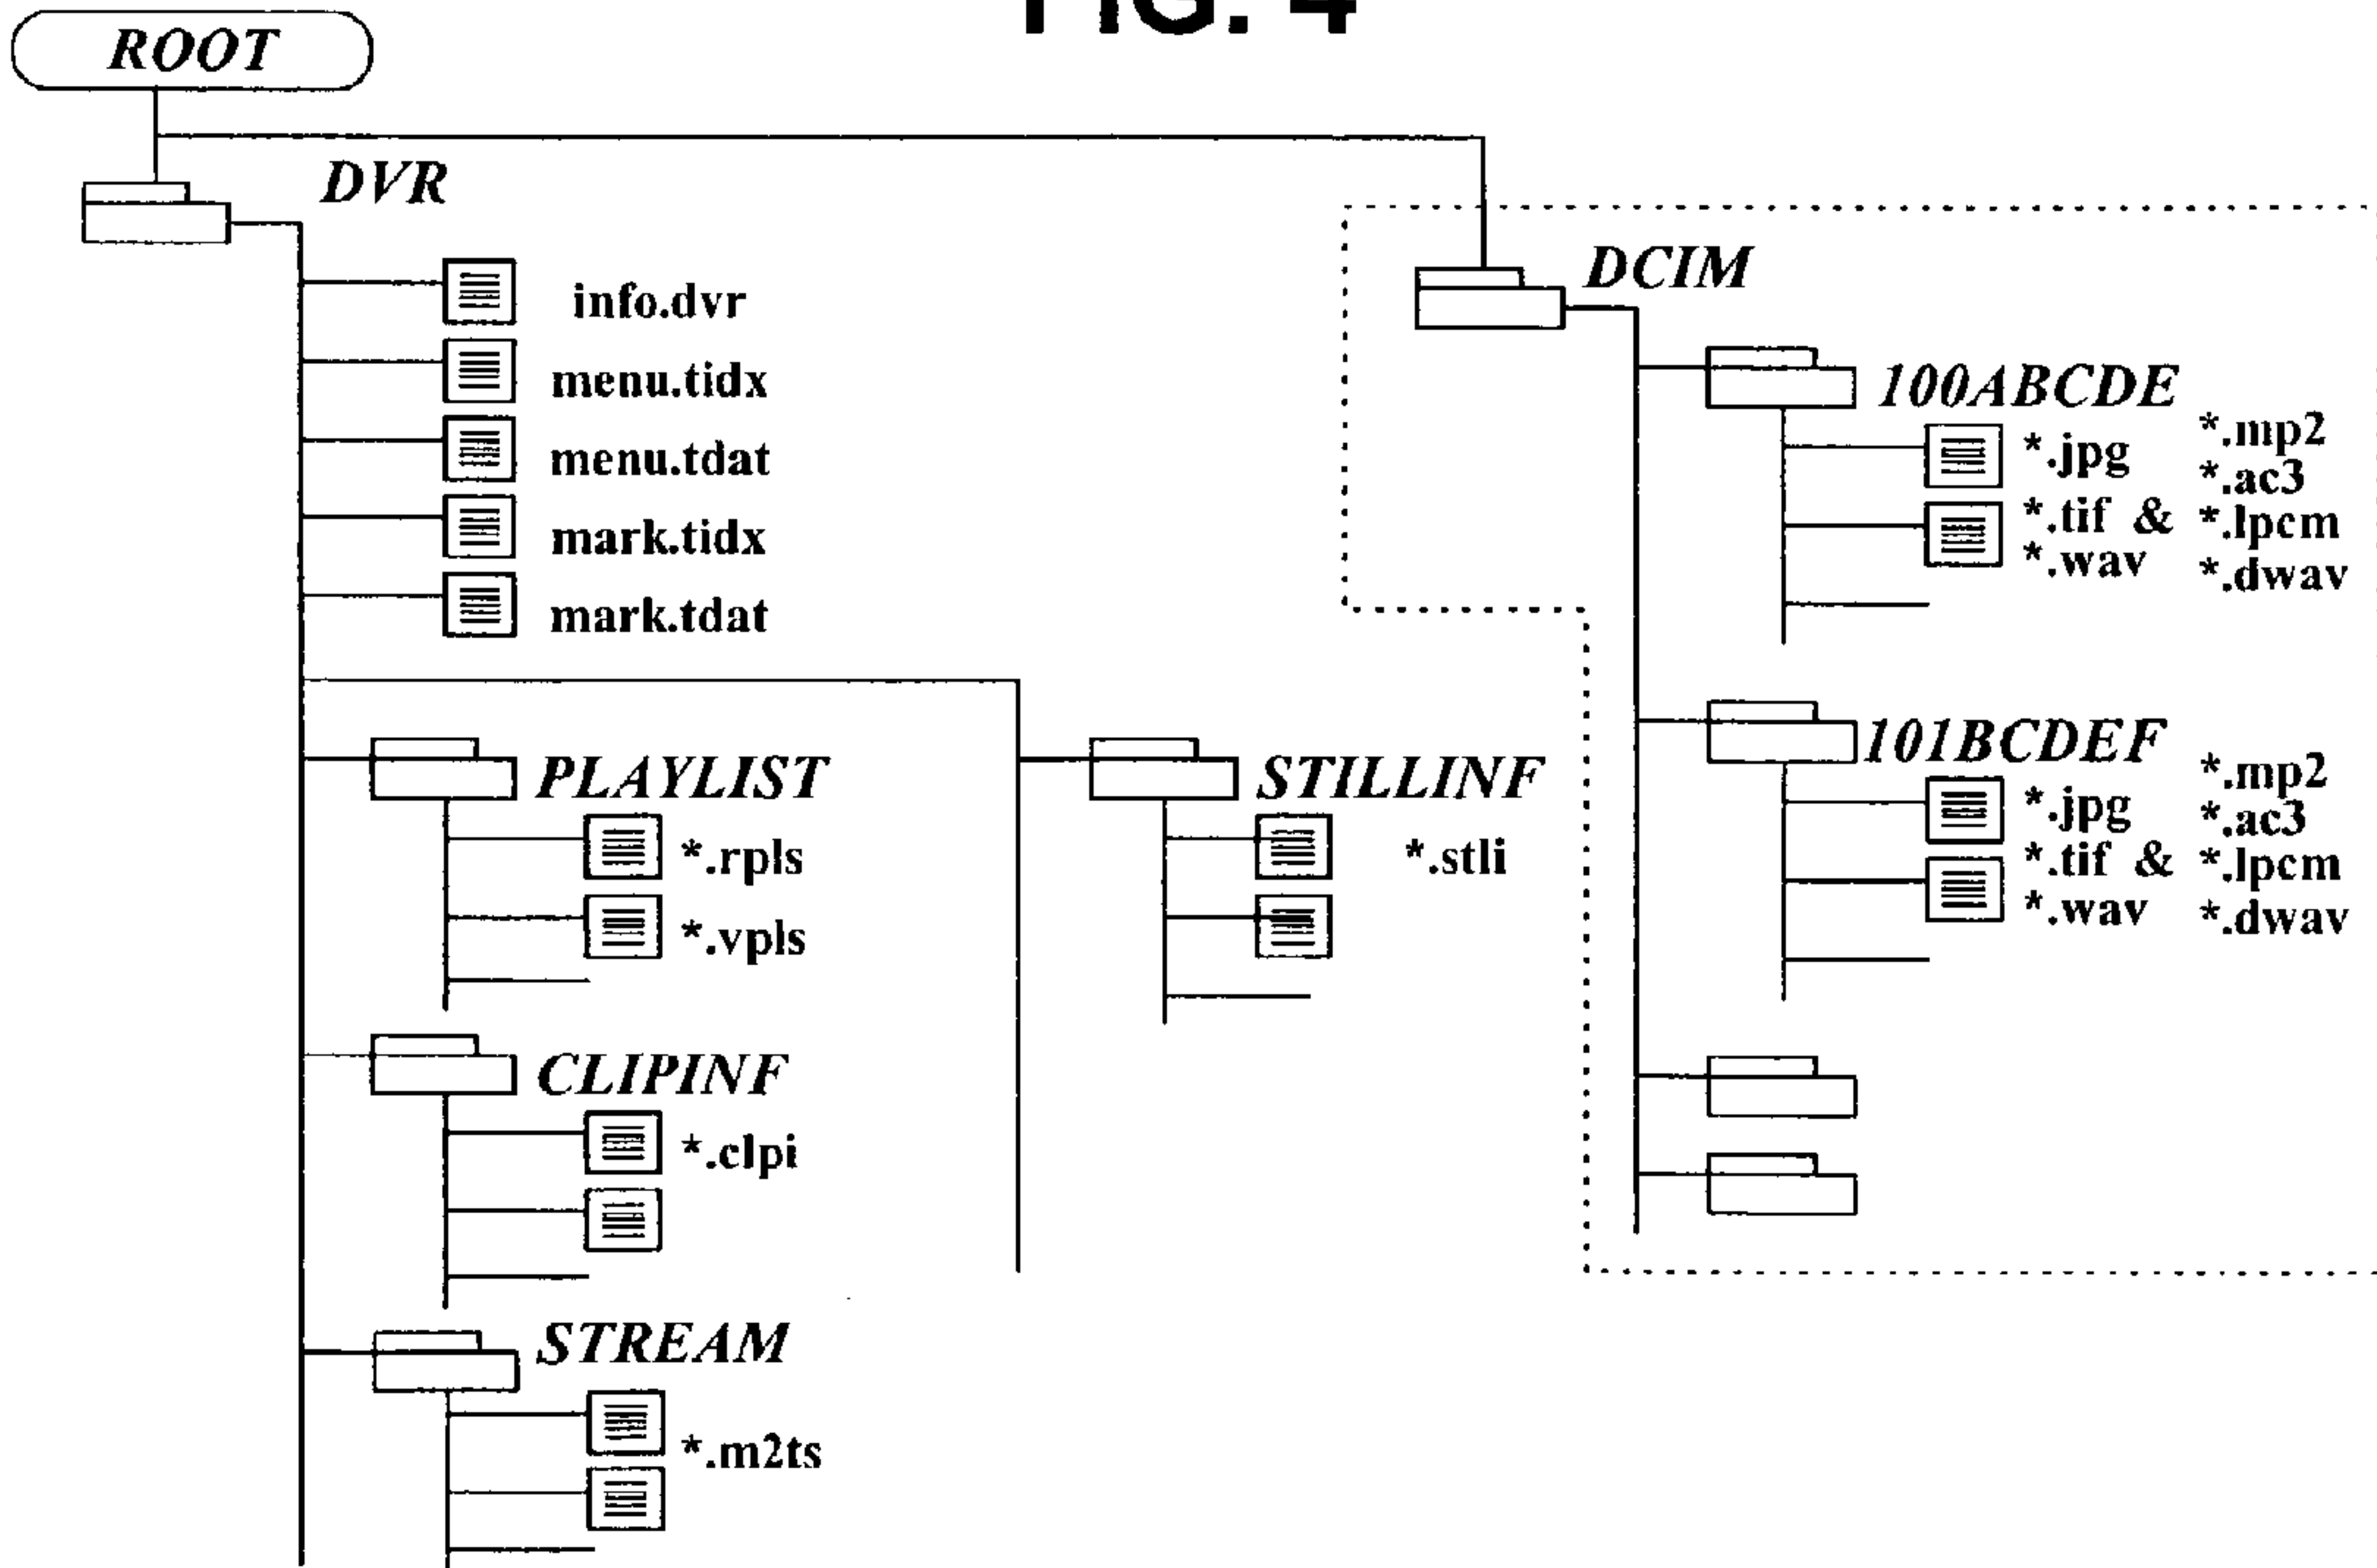 FIG. 4
ROOT
DVR
info.dvr
menu.tidx
menu.tdat
mark.tidx
mark.tdat
PLAYLIST
*.rpls
*.vpls
CLIPINF
*.clpi
STREAM
*.m2ts
STILLINF
*.stli
DCIM
100ABCDE
*.jpg
*.tif &
*.wav
*.mp2
*.ac3
*.lpcm
*.dwav
101BCDEF
*.jpg
*.tif &
*.wav
*.mp2
*.ac3
*.lpcm
*.dwav